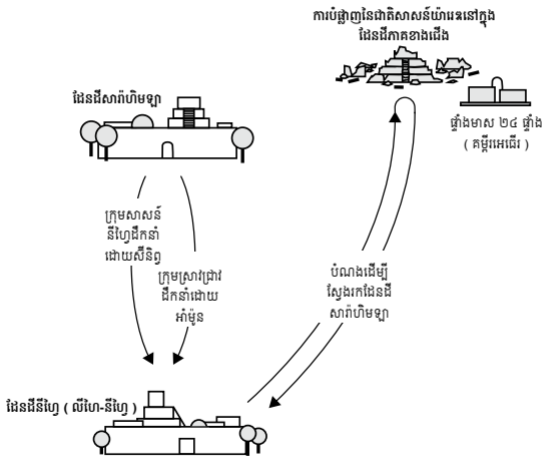 ការបំផ្លាញនៃជាតិសាសន៍យ៉ារេឌនៅក្នុង
ដែនដីភាគខាងជើង
ដែនដីសារ៉ាហិមឡា
ផ្ទាំងមាស ២៤ ផ្ទាំង
( គម្ពីរអេធើរ )
ក្រុមសាសន៍
នីហ្វៃដឹកនាំ
ដោយស៊ីនិព្វ
ក្រុមស្រាវជ្រាវ
ដឹកនាំដោយ
អាំម៉ូន
បំណងដើម្បី
ស្វែងរកដែនដី
សារ៉ាហិមឡា
ដែនដីនីហ្វៃ ( លីហៃ-នីហ្វៃ )